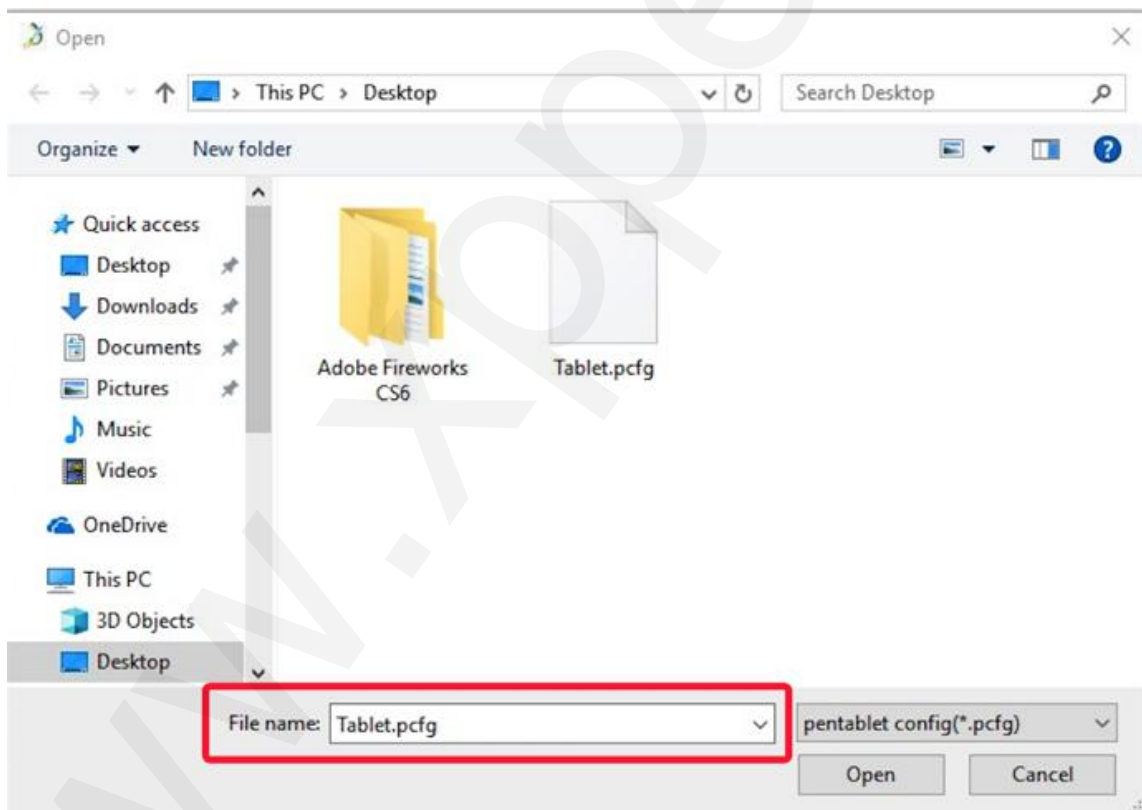 Open
This PC > Desktop
Search Desktop
Organize
New folder
Quick access
Desktop
Downloads
Documents
Pictures
Music
Videos
OneDrive
This PC
3D Objects
Desktop
Adobe Fireworks
CS6
Tablet.pcfg
File name: Tablet.pcfg
pentablet config(*.pcfg)
Open
Cancel
w.xppe